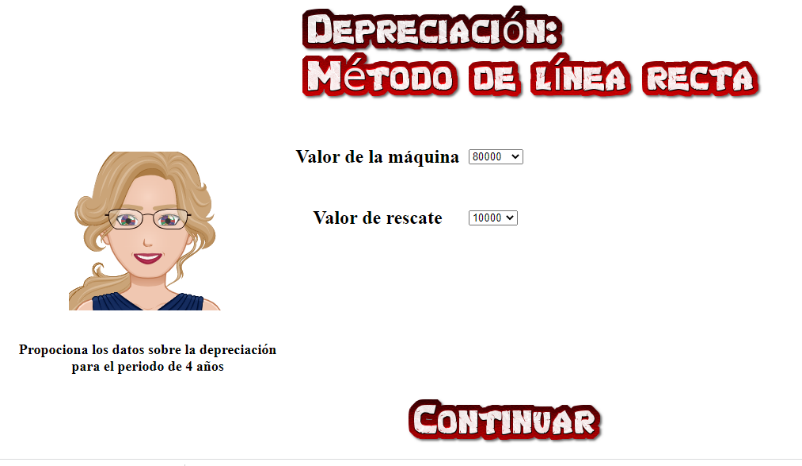 Depreciación:
Método de línea recta
Valor de la máquina 80000
Valor de rescate 10000
Propociona los datos sobre la depreciación
para el periodo de 4 años
Continuar